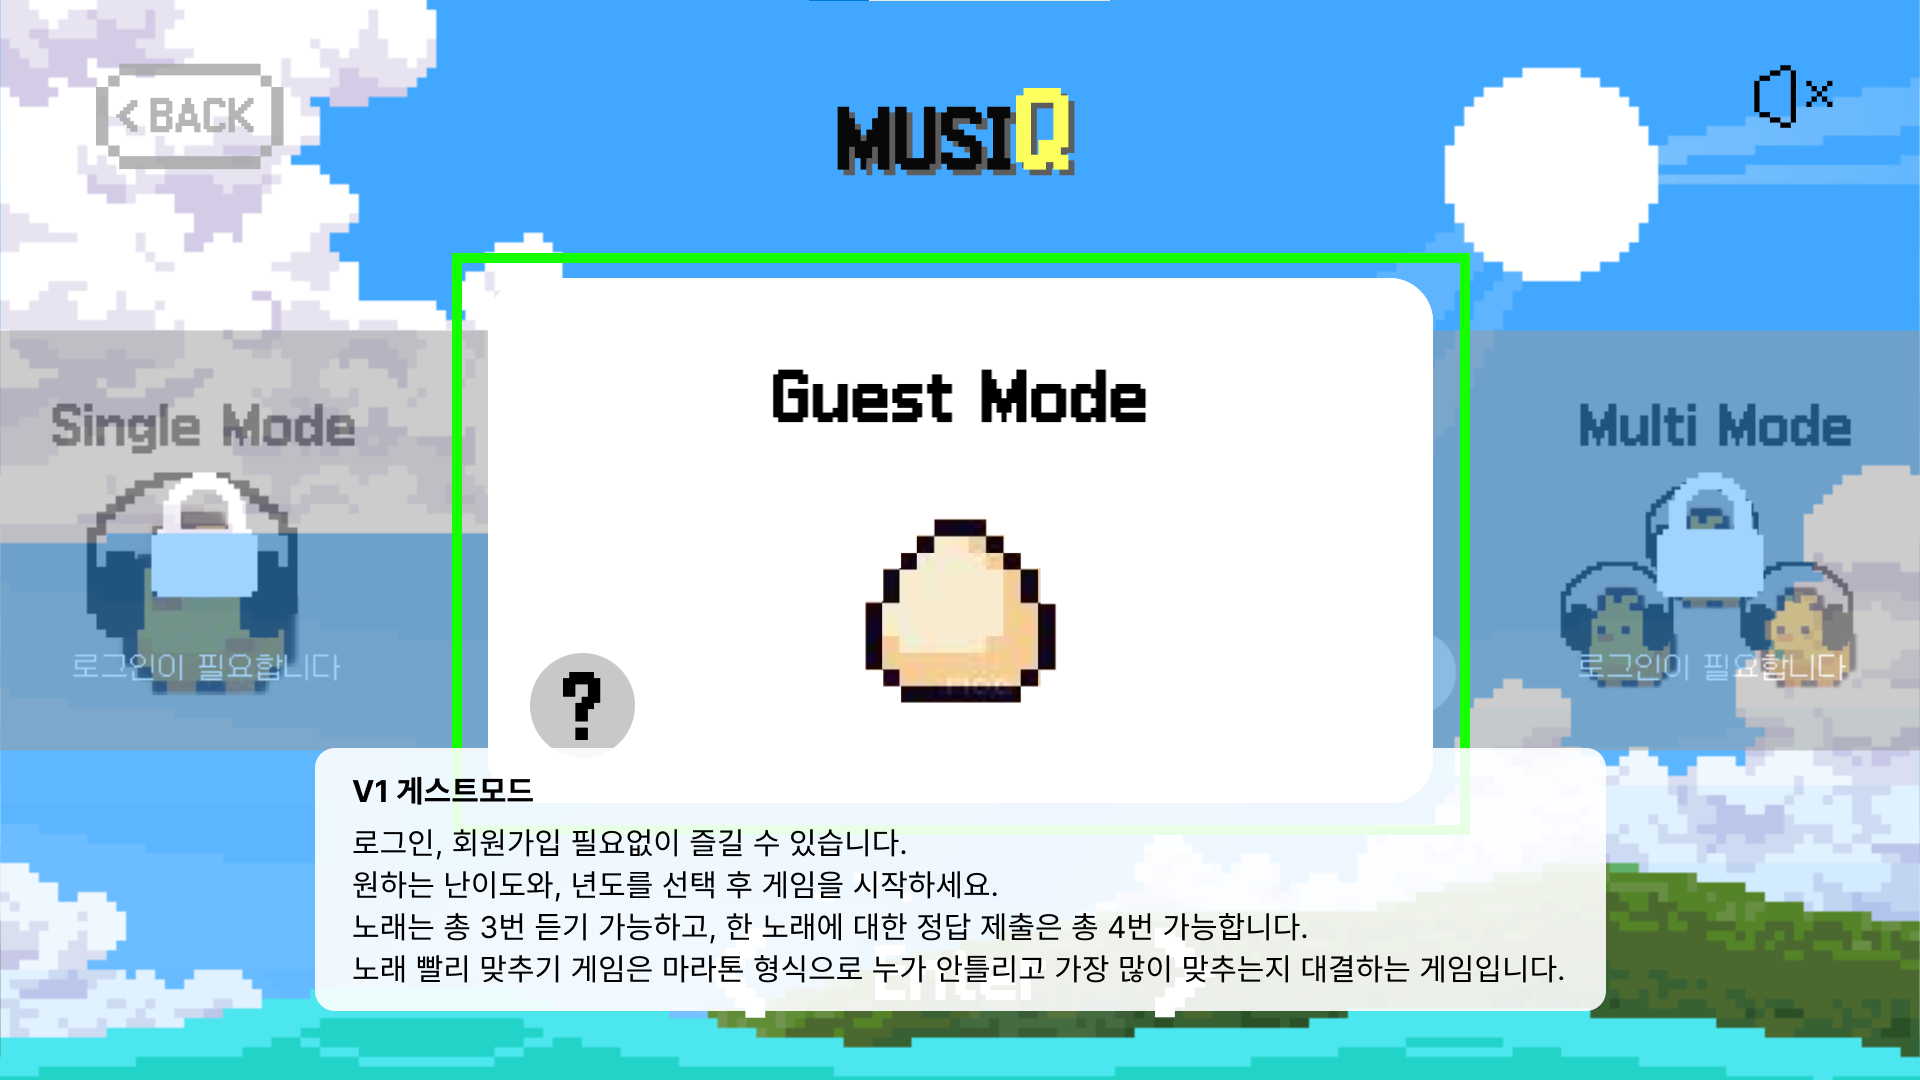 < BACK
MUSIQ
Single Mode
Guest Mode
Multi Mode
로그인이 필요합니다
로그인이 필요합니다
?
V1 게스트모드
로그인, 회원가입 필요없이 즐길 수 있습니다.
원하는 난이도와, 년도를 선택 후 게임을 시작하세요.
노래는 총 3번 듣기 가능하고, 한 노래에 대한 정답 제출은 총 4번 가능합니다.
노래 빨리 맞추기 게임은 마라톤 형식으로 누가 안틀리고 가장 많이 맞추는지 대결하는 게임입니다.
Enter